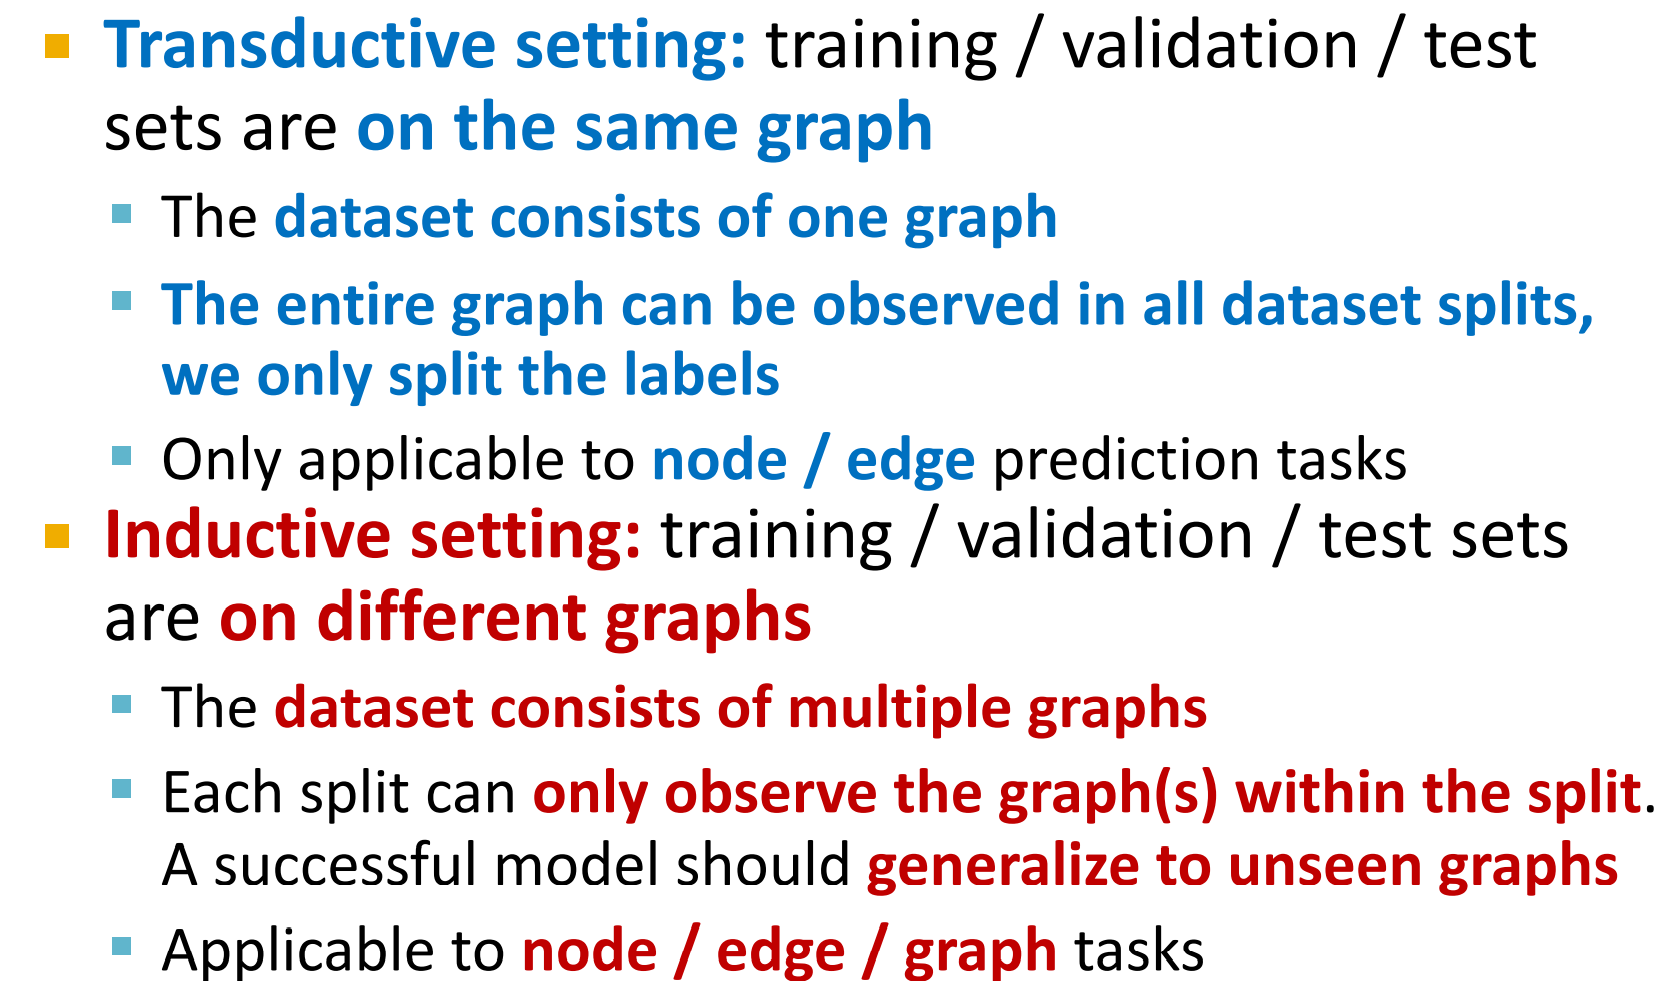 Transductive setting: training / validation / test
sets are on the same graph
The dataset consists of one graph
The entire graph can be observed in all dataset splits,
we only split the labels
Only applicable to node / edge prediction tasks
Inductive setting: training / validation / test sets
are on different graphs
The dataset consists of multiple graphs
Each split can only observe the graph(s) within the split.
A successful model should generalize to unseen graphs
Applicable to node / edge / graph tasks